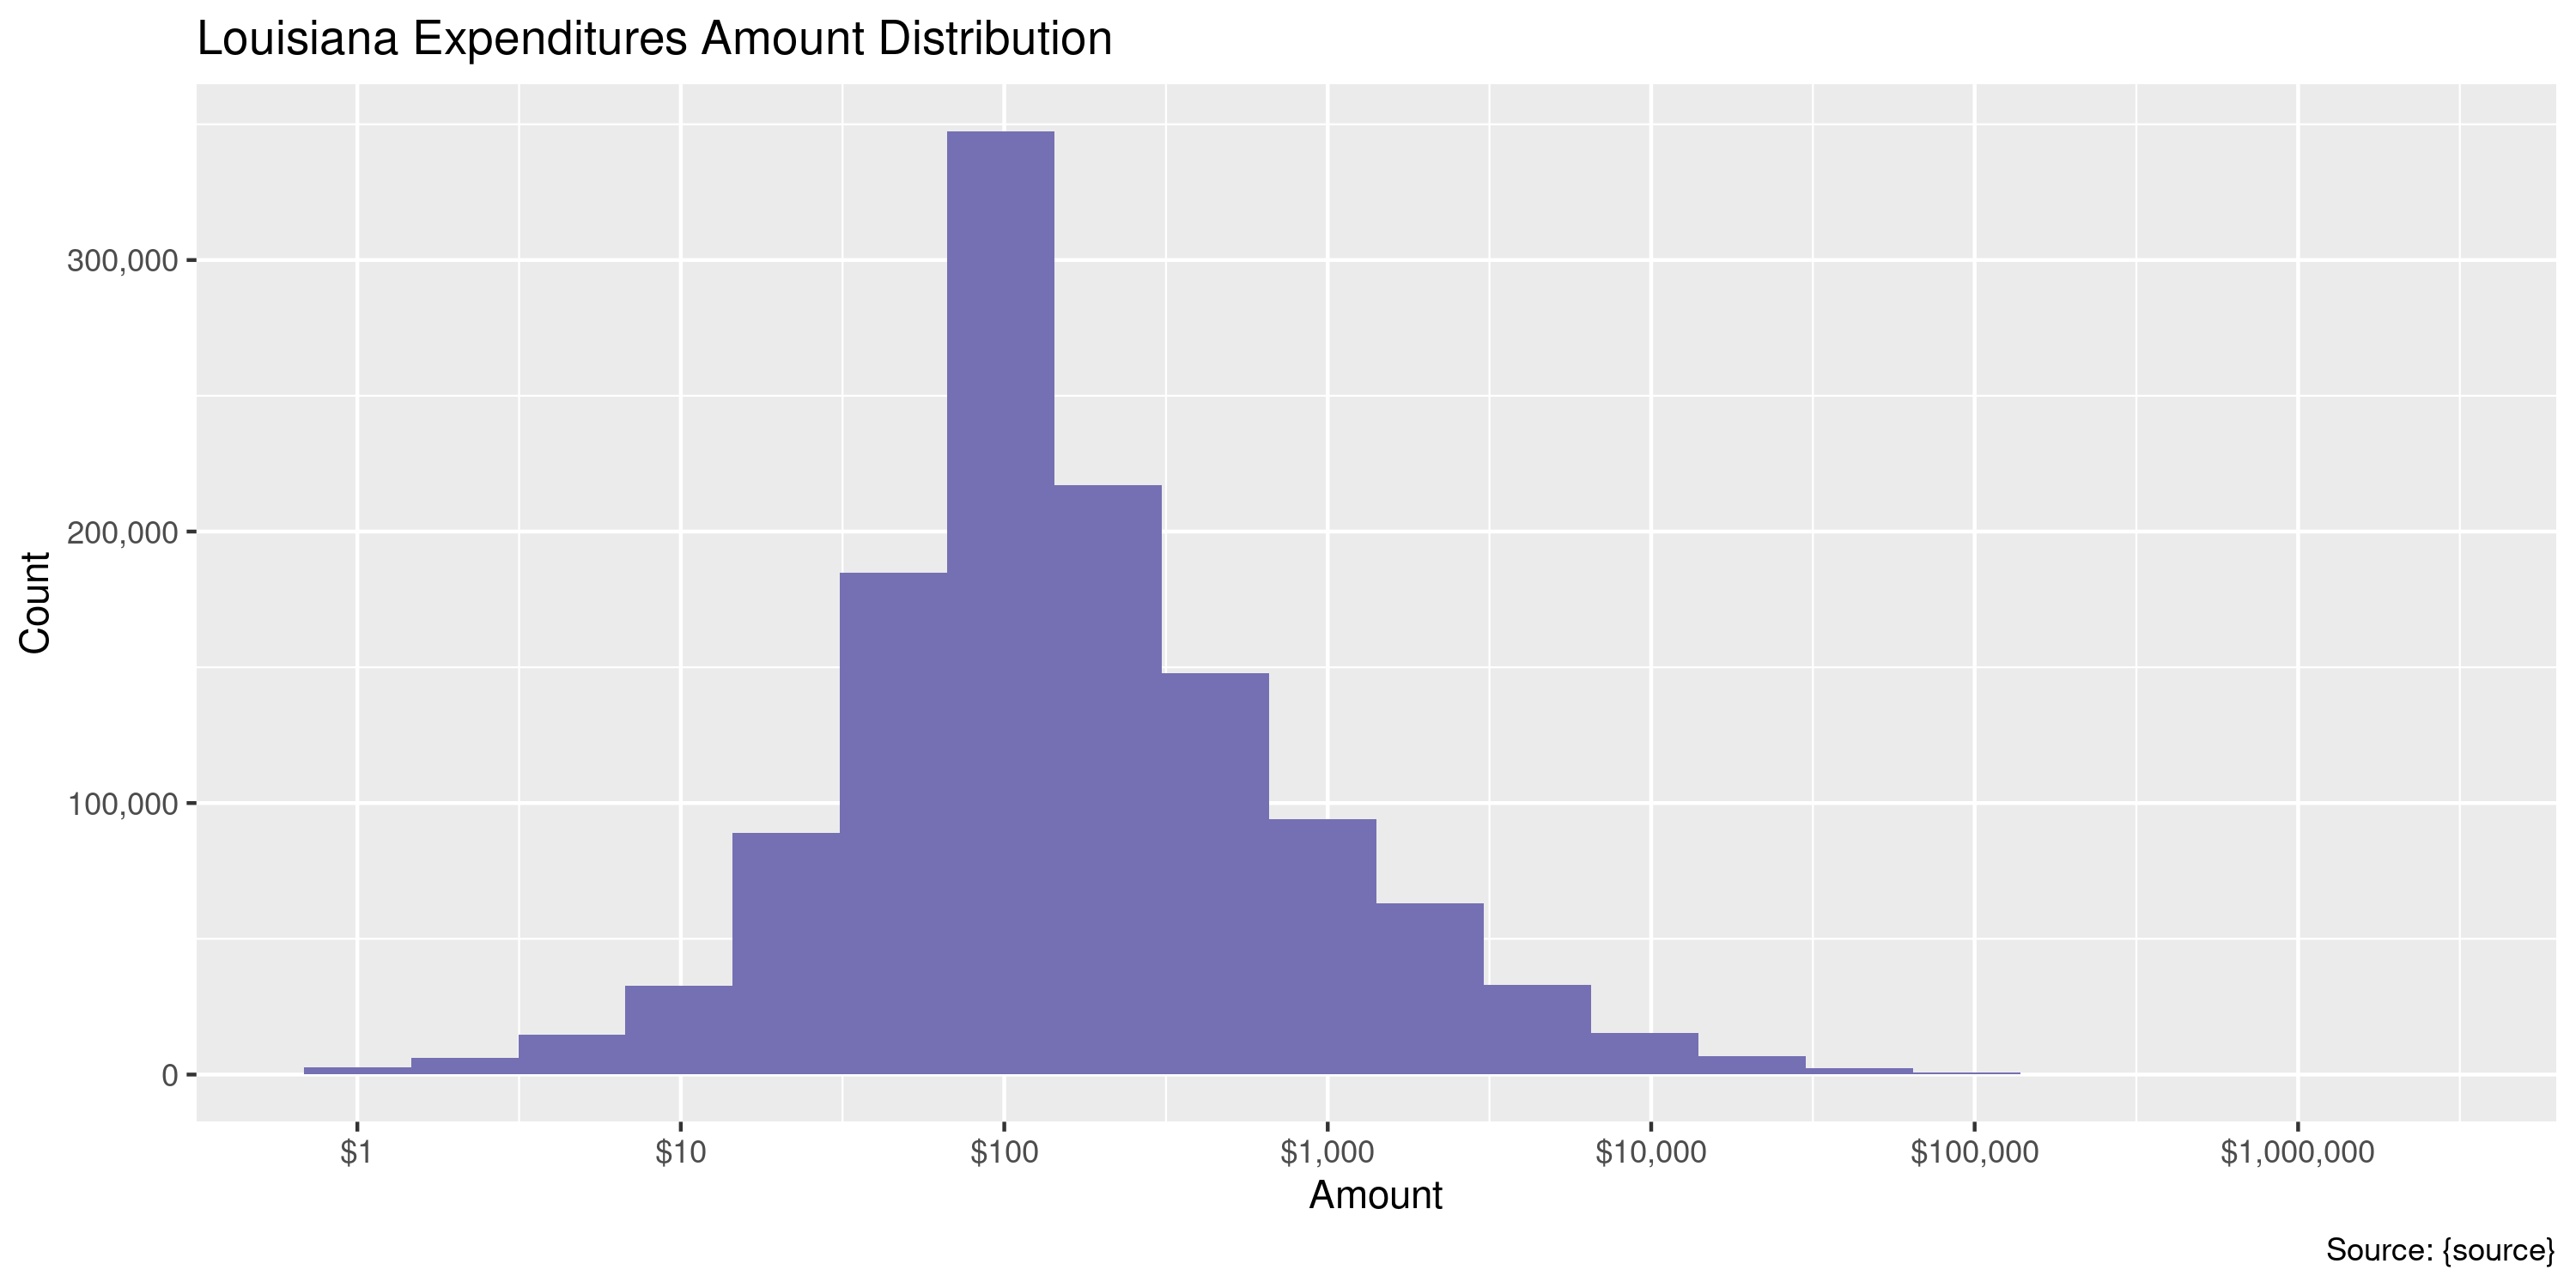 Louisiana Expenditures Amount Distribution
Count
300,000
200,000
100,000
0
$1 $10 $100 $1,000 $10,000 $100,000 $1,000,000
Amount
Source: {source}